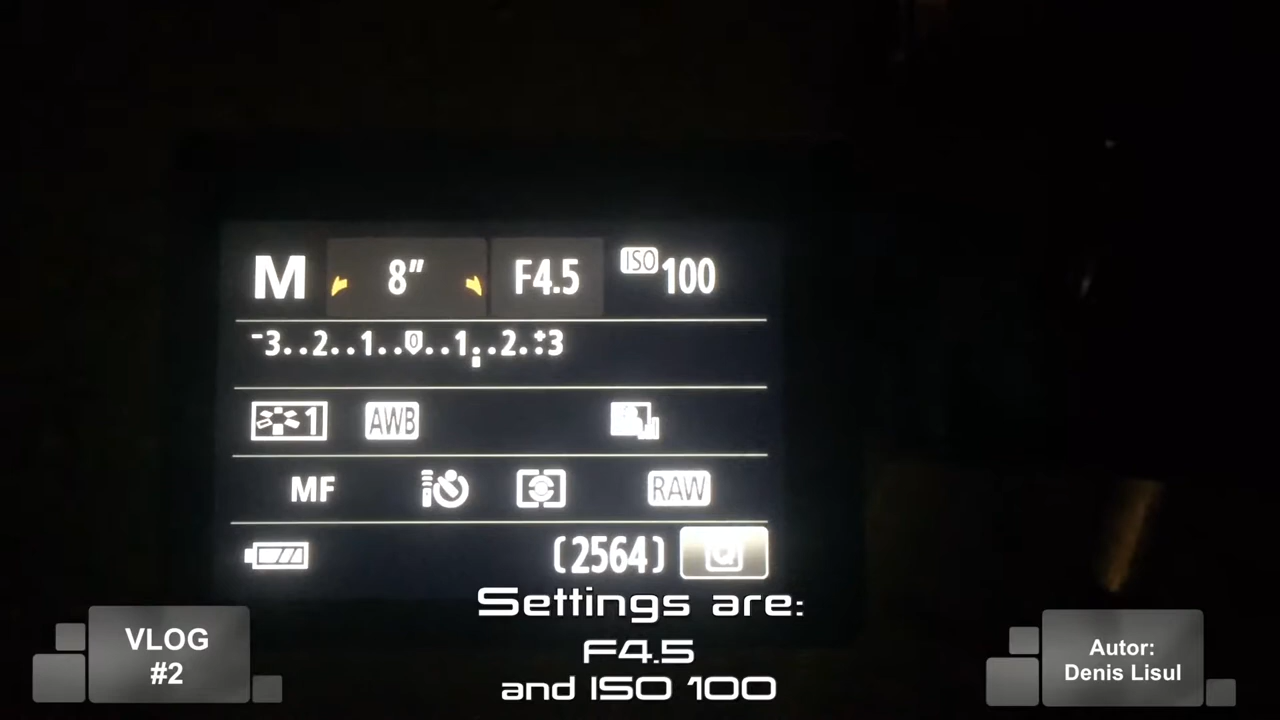 M 8" F4.5 ISO 100
-3..2..1..0..1..2..+3
1 AWB
MF RAW
[2564] Q
Settings are:
F4.5
and ISO 100
VLOG
#2
Autor:
Denis Lisul